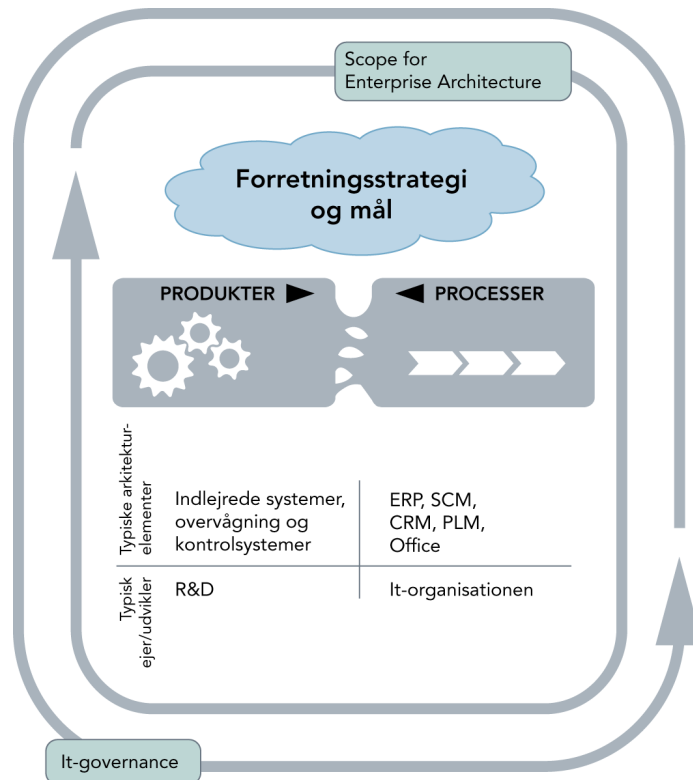 Scope for
Enterprise Architecture
Forretningsstrategi
og mål
PRODUKTER
PROCESSER
Typiske arkitektur-
elementer
Indlejrede systemer,
overvågning og
kontrolsystemer
ERP, SCM,
CRM, PLM,
Office
Typisk
ejer/udvikler
R&D
It-organisationen
It-governance